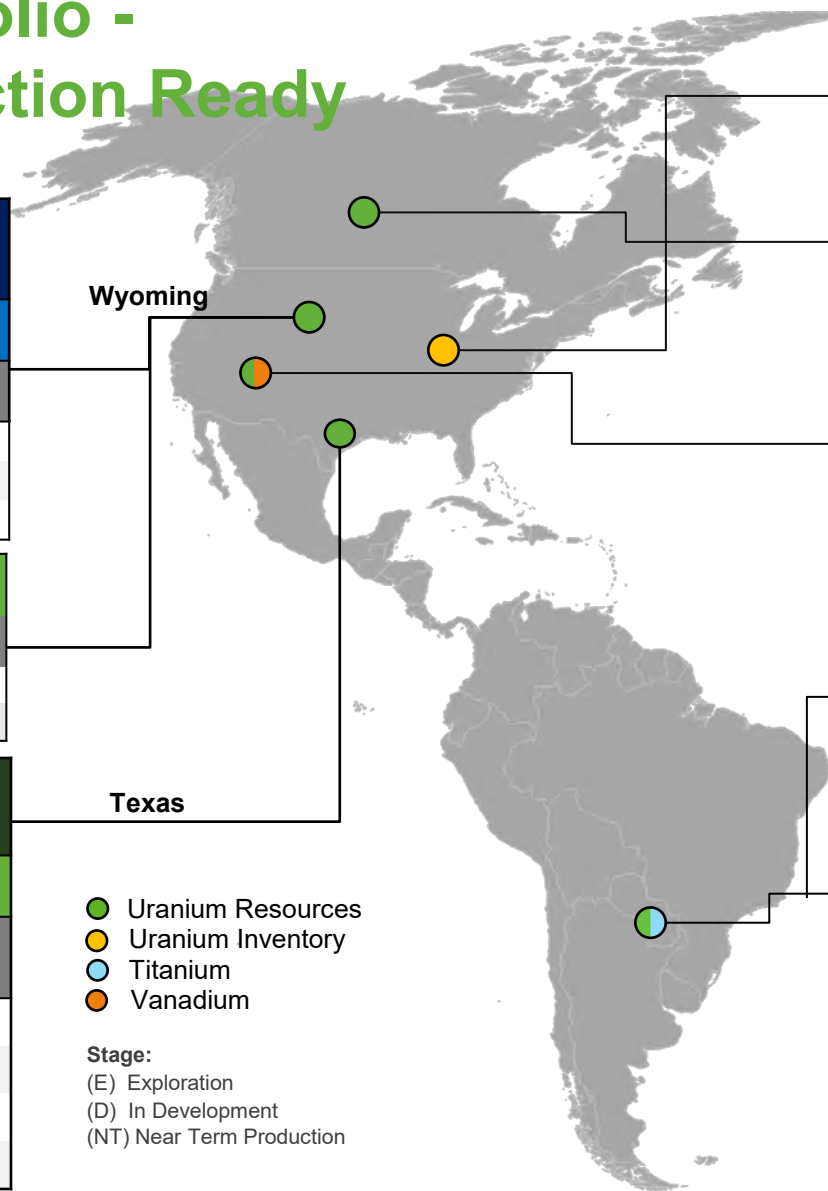 olio -
ction Ready
Wyoming
Texas
Uranium Resources
Uranium Inventory
Titanium
Vanadium
Stage:
(E) Exploration
(D) In Development
(NT) Near Term Production